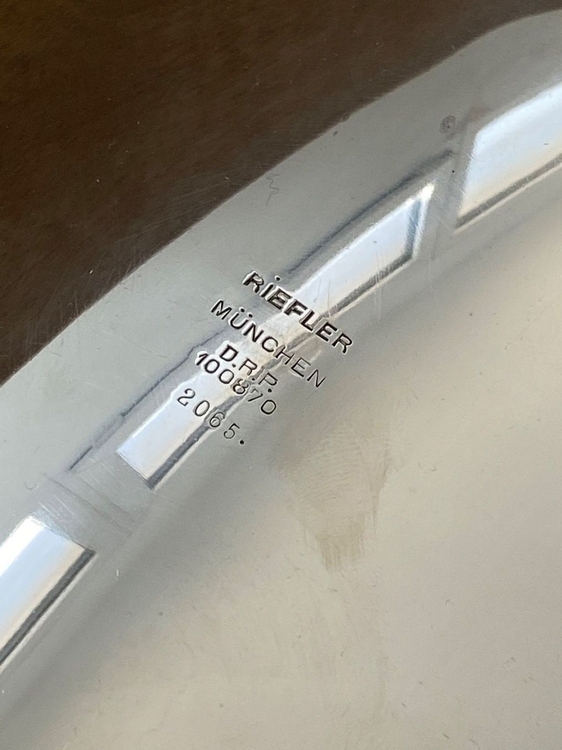 RIEFLER
MÜNCHEN
D.R.P.
100870
2065.